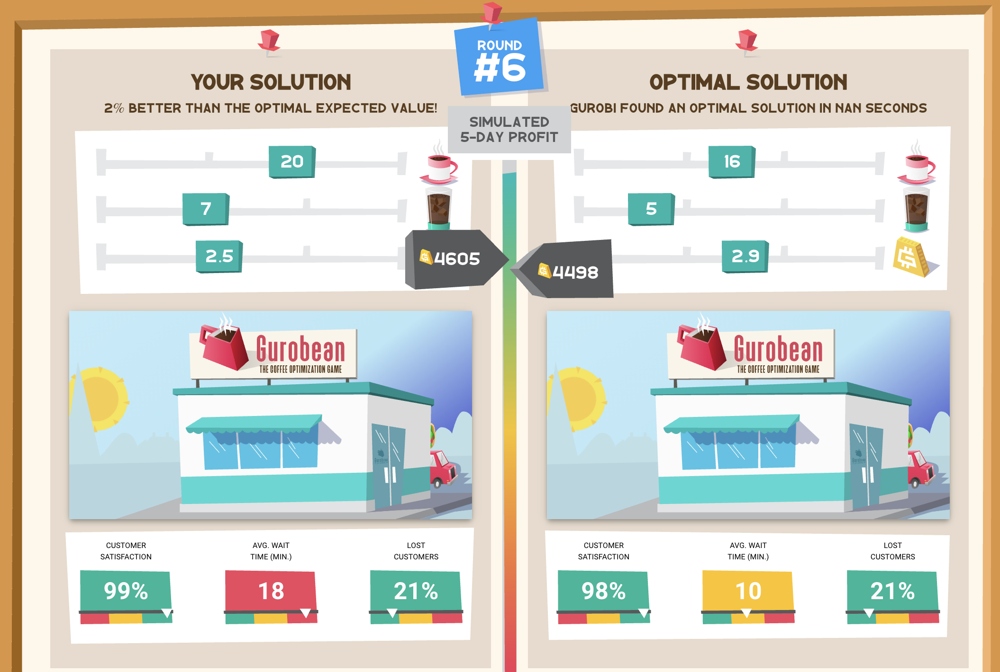 ROUND
#6
YOUR SOLUTION
2% BETTER THAN THE OPTIMAL EXPECTED VALUE!
OPTIMAL SOLUTION
GUROBI FOUND AN OPTIMAL SOLUTION IN NAN SECONDS
SIMULATED
5-DAY PROFIT
20
7
2.5
4605
16
5
2.9
4498
Gurobean
THE COFFEE OPTIMIZATION GAME
Gurobean
Gurobean
THE COFFEE OPTIMIZATION GAME
Gurobean
CUSTOMER
SATISFACTION
99%
AVG. WAIT
TIME (MIN.)
18
LOST
CUSTOMERS
21%
CUSTOMER
SATISFACTION
98%
AVG. WAIT
TIME (MIN.)
10
LOST
CUSTOMERS
21%